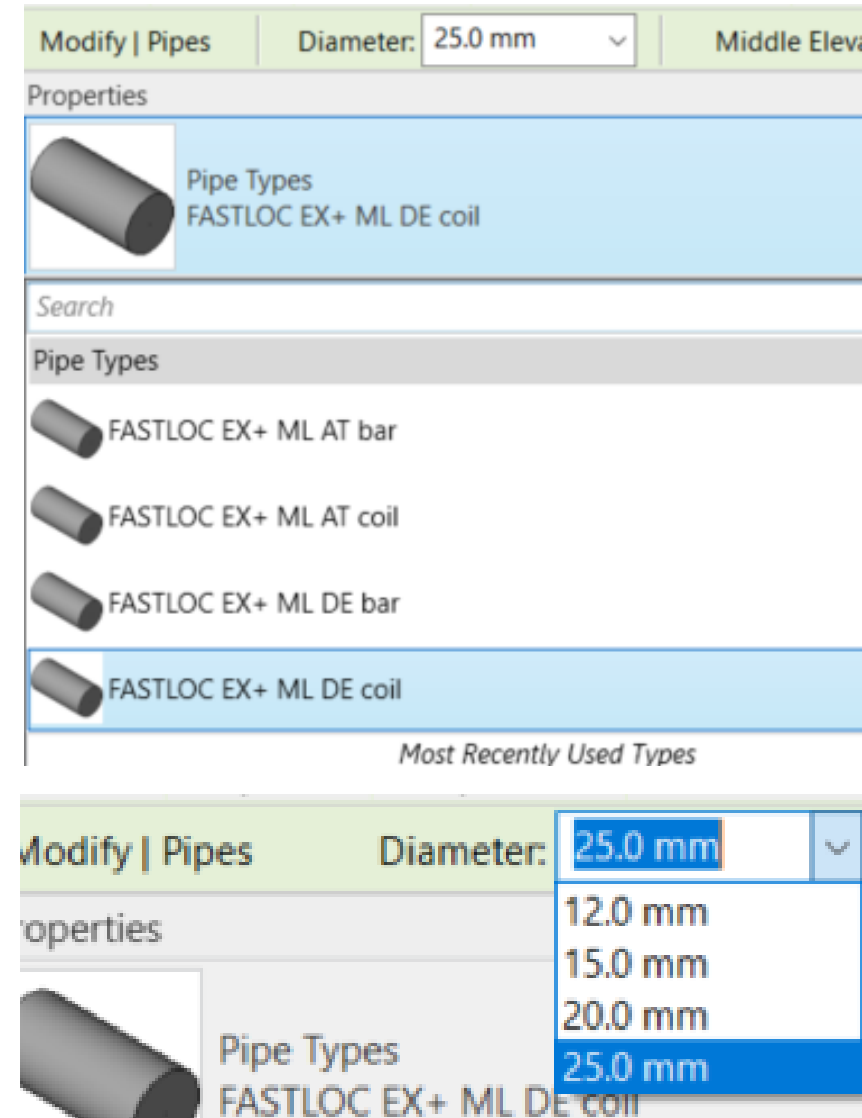 Modify | Pipes Diameter: 25.0 mm Middle Eleva
Properties
Pipe Types
FASTLOC EX+ ML DE coil
Search
Pipe Types
FASTLOC EX+ ML AT bar
FASTLOC EX+ ML AT coil
FASTLOC EX+ ML DE bar
FASTLOC EX+ ML DE coil
Most Recently Used Types
Modify | Pipes Diameter: 25.0 mm
operties
12.0 mm
15.0 mm
20.0 mm
25.0 mm
Pipe Types
FASTLOC EX+ ML DE coil